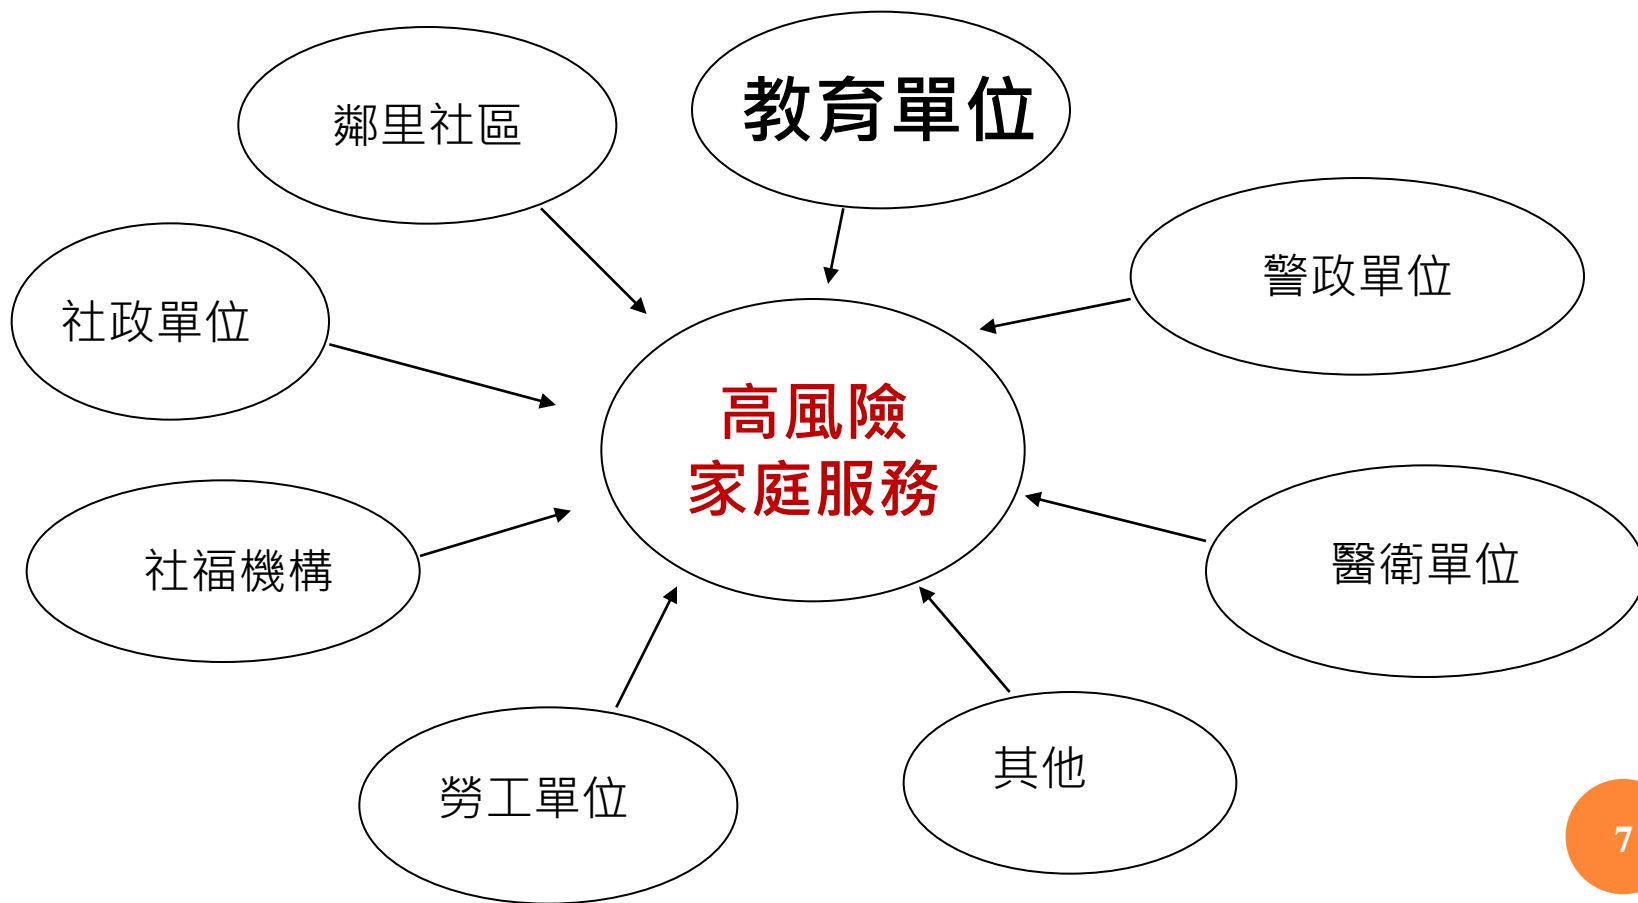 教育單位
鄰里社區
警政單位
社政單位
高風險
家庭服務
社福機構
醫衛單位
勞工單位
其他
7